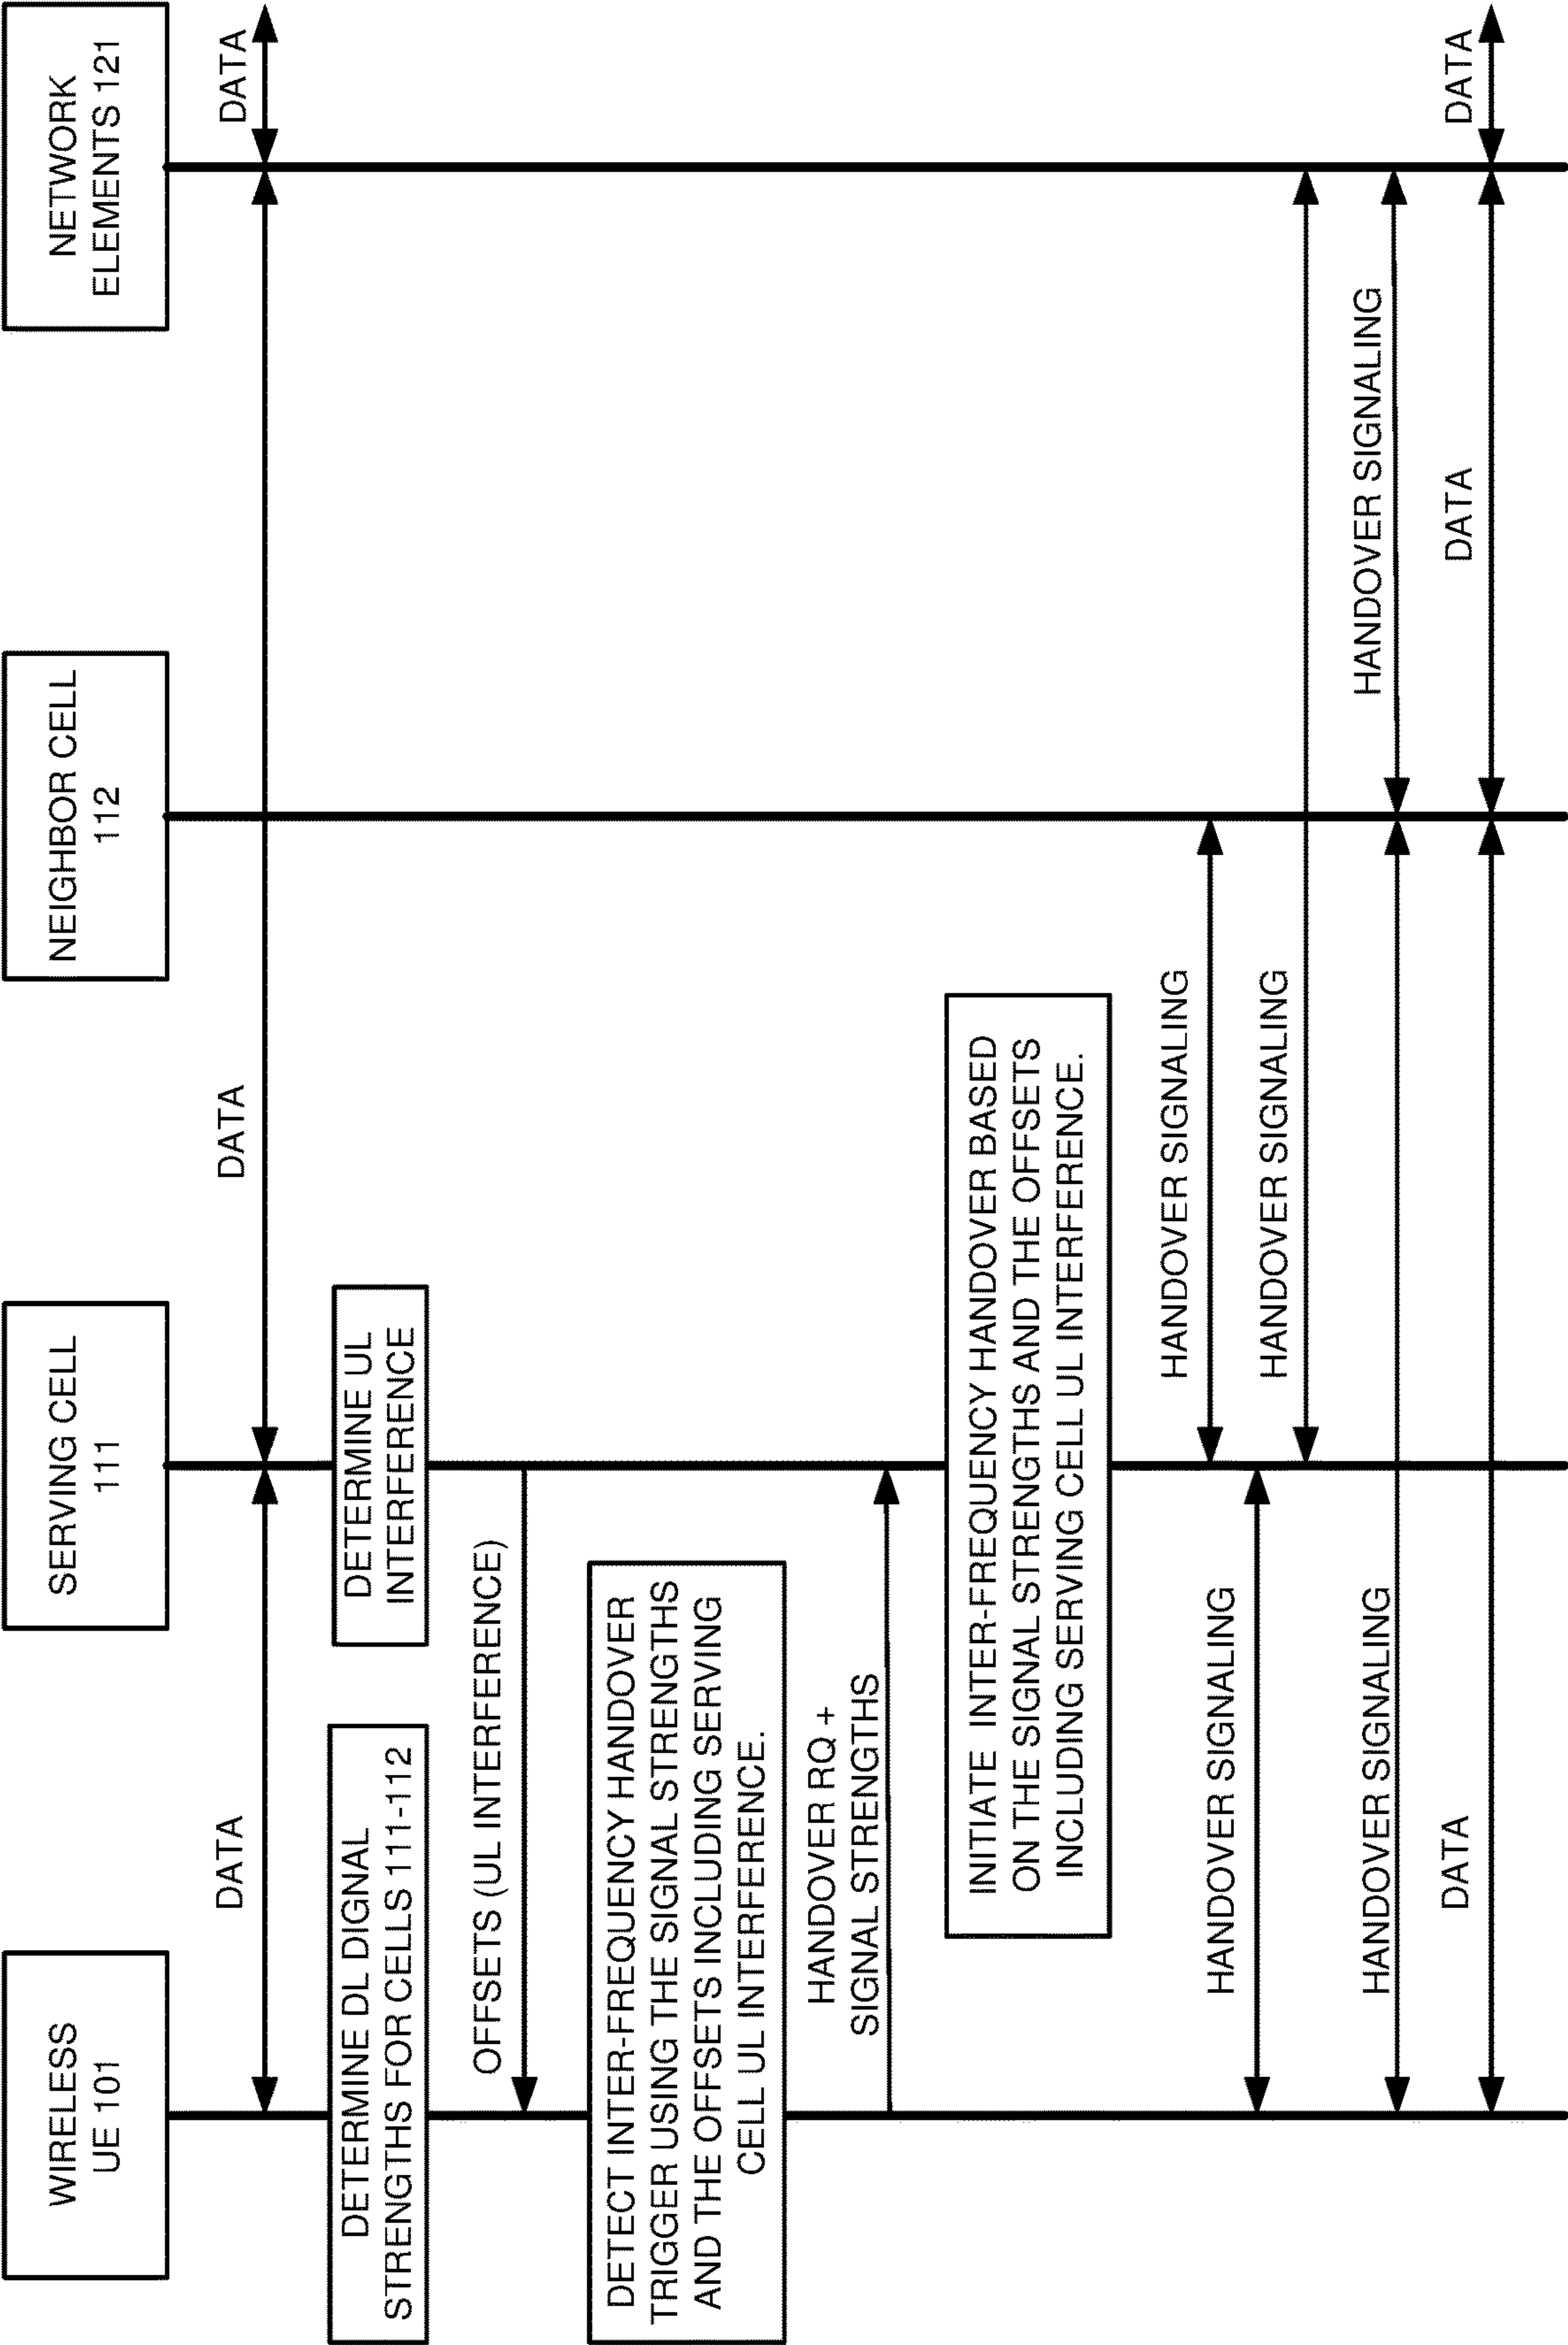 WIRELESS
UE 101
SERVING CELL
111
NEIGHBOR CELL
112
NETWORK
ELEMENTS 121
DATA
DATA
DATA
DETERMINE DL DIGNAL
STRENGTHS FOR CELLS 111-112
DETERMINE UL
INTERFERENCE
OFFSETS (UL INTERFERENCE)
DETECT INTER-FREQUENCY HANDOVER
TRIGGER USING THE SIGNAL STRENGTHS
AND THE OFFSETS INCLUDING SERVING
CELL UL INTERFERENCE.
HANDOVER RQ +
SIGNAL STRENGTHS
INITIATE INTER-FREQUENCY HANDOVER BASED
ON THE SIGNAL STRENGTHS AND THE OFFSETS
INCLUDING SERVING CELL UL INTERFERENCE.
HANDOVER SIGNALING
HANDOVER SIGNALING
HANDOVER SIGNALING
HANDOVER SIGNALING
HANDOVER SIGNALING
DATA
DATA
DATA